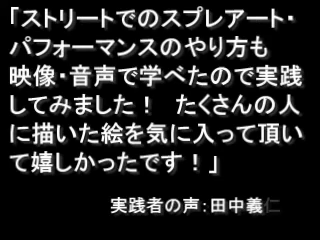 「ストリートでのスプレアート・
パフォーマンスのやり方も
映像・音声で学べたので実践
してみました！　たくさんの人
に描いた絵を気に入って頂い
て嬉しかったです！」
実践者の声：田中義仁